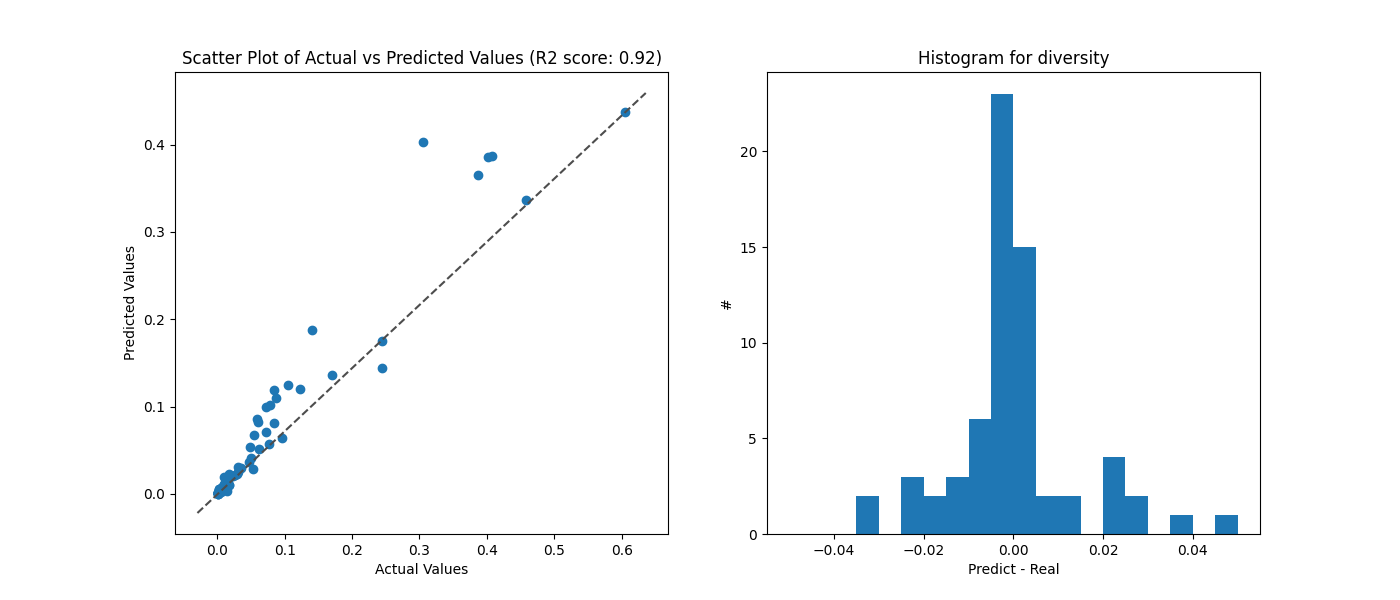 Scatter Plot of Actual vs Predicted Values (R2 score: 0.92)
Predicted Values
0.4
0.3
0.2
0.1
0.0
0.0 0.1 0.2 0.3 0.4 0.5 0.6
Actual Values
Histogram for diversity
#
20
15
10
5
0
−0.04 −0.02 0.00 0.02 0.04
Predict - Real